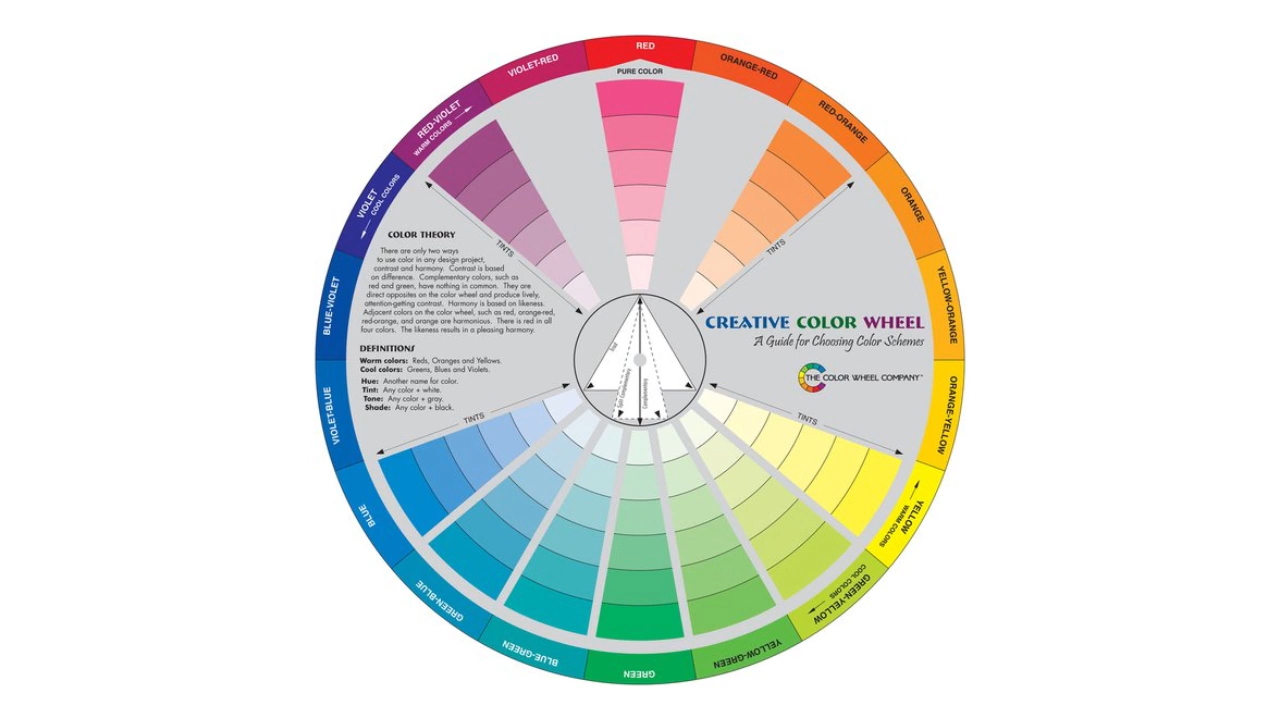 RED
ORANGE-RED
RED-ORANGE
ORANGE
YELLOW-ORANGE
ORANGE-YELLOW
YELLOW
WARM COLORS
GREEN-YELLOW
COOL COLORS
YELLOW-GREEN
GREEN
BLUE-GREEN
GREEN-BLUE
BLUE
VIOLET-BLUE
BLUE-VIOLET
VIOLET
COOL COLORS
RED-VIOLET
WARM COLORS
VIOLET-RED
PURE COLOR
TINTS
TINTS
COLOR THEORY
There are only two ways
to use color in any design project,
contrast and harmony. Contrast is based
on difference. Complementary colors, such as
red and green, have nothing in common. They are
direct opposites on the color wheel and produce lively,
attention-getting contrast. Harmony is based on likeness.
Adjacent colors on the color wheel, such as red, orange-red,
red-orange, and orange are harmonious. There is red in all
four colors. The likeness results in a pleasing harmony.
DEFINITIONS
Warm colors: Reds, Oranges and Yellows.
Cool colors: Greens, Blues and Violets.
Hue: Another name for color.
Tint: Any color + white.
Tone: Any color + gray.
Shade: Any color + black.
CREATIVE COLOR WHEEL
A Guide for Choosing Color Schemes
THE COLOR WHEEL COMPANY™
Triad
Split Complementary
Complementary
TINTS
TINTS